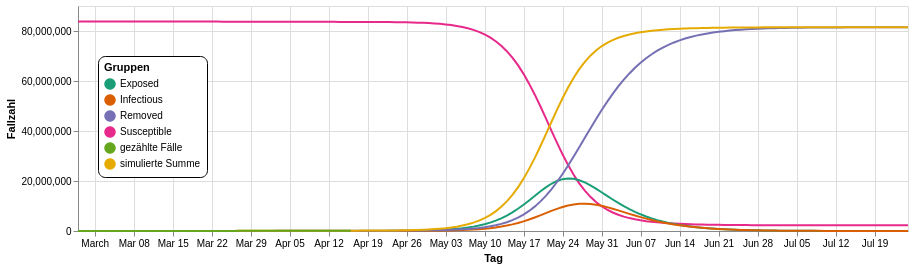 Fallzahl
80,000,000
60,000,000
40,000,000
20,000,000
0
Gruppen
Exposed
Infectious
Removed
Susceptible
gezählte Fälle
simulierte Summe
March Mar 08 Mar 15 Mar 22 Mar 29 Apr 05 Apr 12 Apr 19 Apr 26 May 03 May 10 May 17 May 24 May 31 Jun 07 Jun 14 Jun 21 Jun 28 Jul 05 Jul 12 Jul 19
Tag